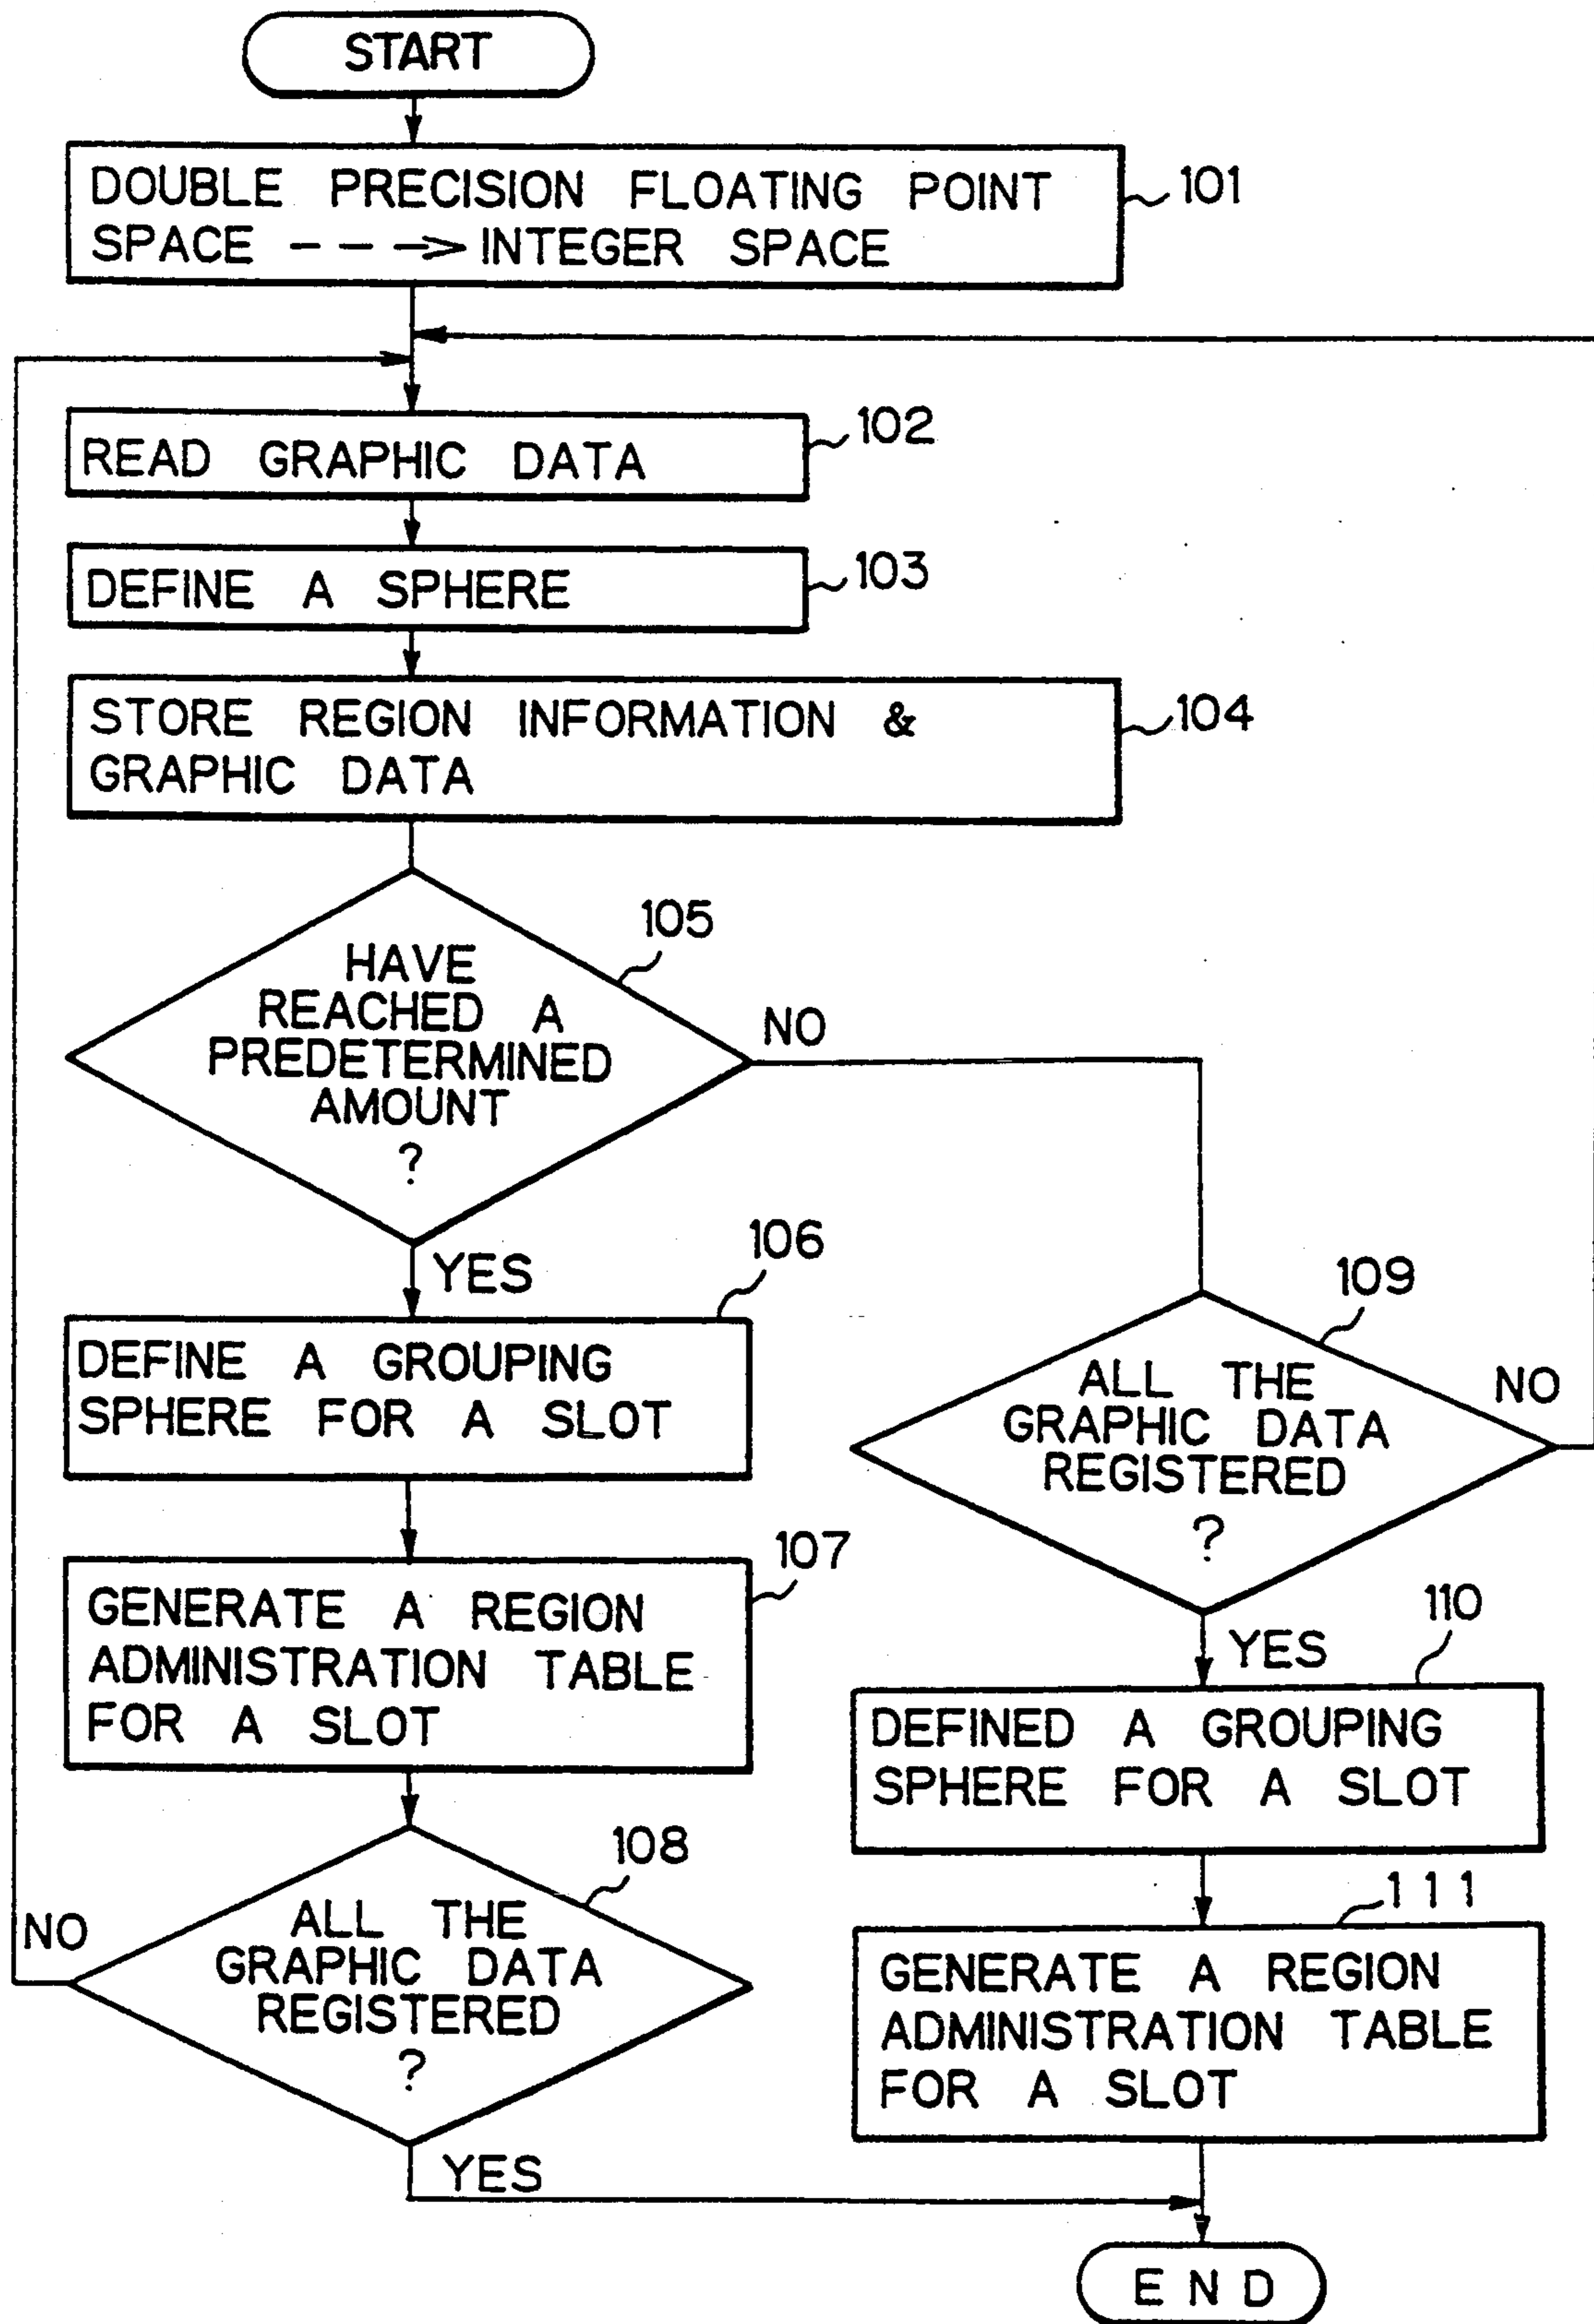 START
DOUBLE PRECISION FLOATING POINT
SPACE ---> INTEGER SPACE
101
READ GRAPHIC DATA
102
DEFINE A SPHERE
103
STORE REGION INFORMATION &
GRAPHIC DATA
104
105
HAVE
REACHED A
PREDETERMINED
AMOUNT
?
NO
YES
106
DEFINE A GROUPING
SPHERE FOR A SLOT
107
GENERATE A REGION
ADMINISTRATION TABLE
FOR A SLOT
108
ALL THE
GRAPHIC DATA
REGISTERED
?
NO
YES
109
ALL THE
GRAPHIC DATA
REGISTERED
?
NO
YES
110
DEFINED A GROUPING
SPHERE FOR A SLOT
111
GENERATE A REGION
ADMINISTRATION TABLE
FOR A SLOT
END